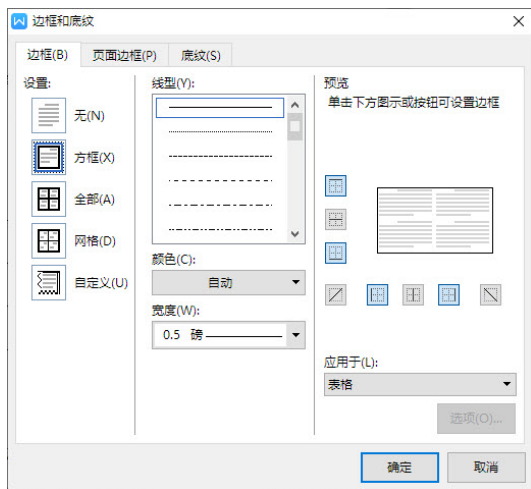 边框和底纹
边框(B) 页面边框(P) 底纹(S)
设置:
无(N)
方框(X)
全部(A)
网格(D)
自定义(U)
线型(Y):
颜色(C):
自动
宽度(W):
0.5 磅
预览
单击下方图示或按钮可设置边框
应用于(L):
表格
选项(O)...
确定 取消